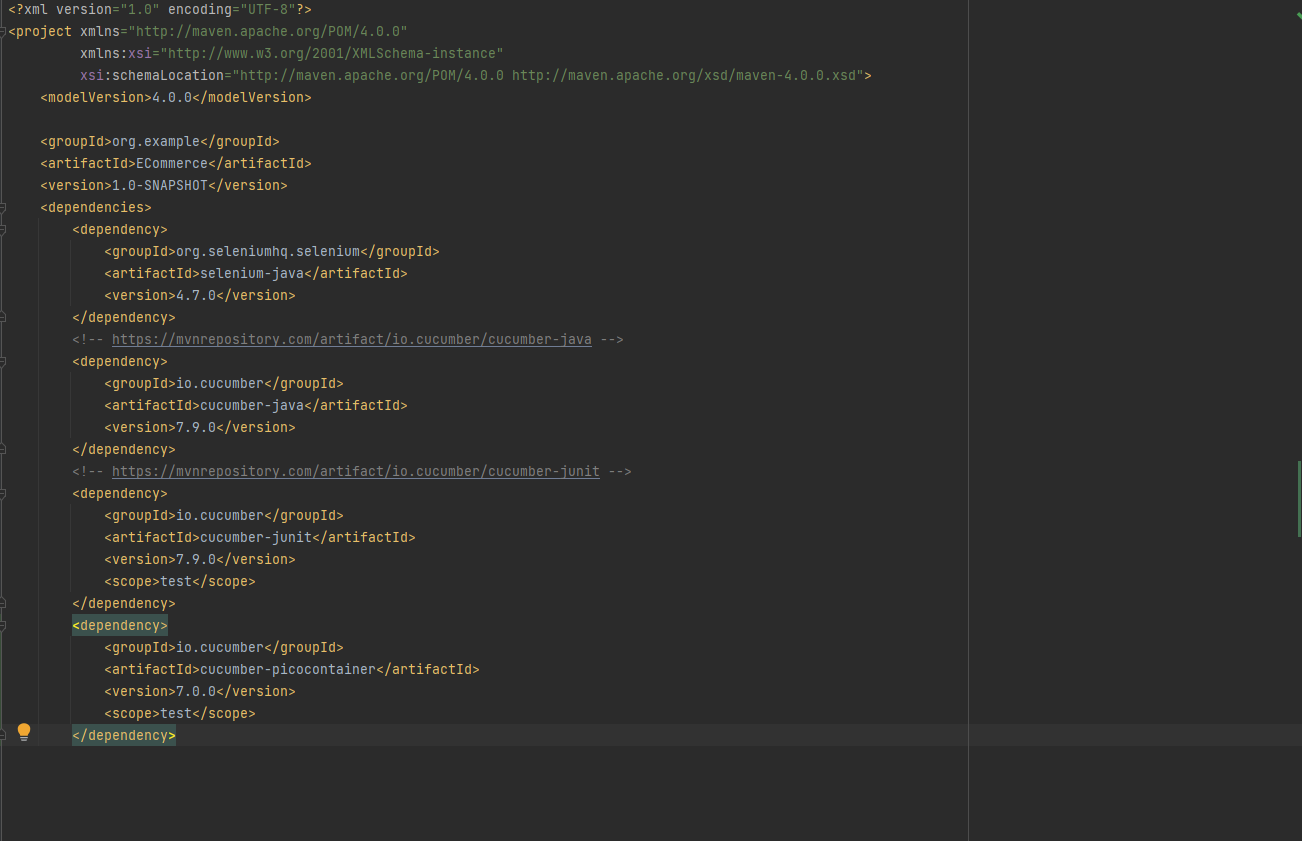 <?xml version="1.0" encoding="UTF-8"?>
<project xmlns="http://maven.apache.org/POM/4.0.0"
         xmlns:xsi="http://www.w3.org/2001/XMLSchema-instance"
         xsi:schemaLocation="http://maven.apache.org/POM/4.0.0 http://maven.apache.org/xsd/maven-4.0.0.xsd">
    <modelVersion>4.0.0</modelVersion>

    <groupId>org.example</groupId>
    <artifactId>ECommerce</artifactId>
    <version>1.0-SNAPSHOT</version>
    <dependencies>
        <dependency>
            <groupId>org.seleniumhq.selenium</groupId>
            <artifactId>selenium-java</artifactId>
            <version>4.7.0</version>
        </dependency>
        <!-- https://mvnrepository.com/artifact/io.cucumber/cucumber-java -->
        <dependency>
            <groupId>io.cucumber</groupId>
            <artifactId>cucumber-java</artifactId>
            <version>7.9.0</version>
        </dependency>
        <!-- https://mvnrepository.com/artifact/io.cucumber/cucumber-junit -->
        <dependency>
            <groupId>io.cucumber</groupId>
            <artifactId>cucumber-junit</artifactId>
            <version>7.9.0</version>
            <scope>test</scope>
        </dependency>
        <dependency>
            <groupId>io.cucumber</groupId>
            <artifactId>cucumber-picocontainer</artifactId>
            <version>7.0.0</version>
            <scope>test</scope>
        </dependency>